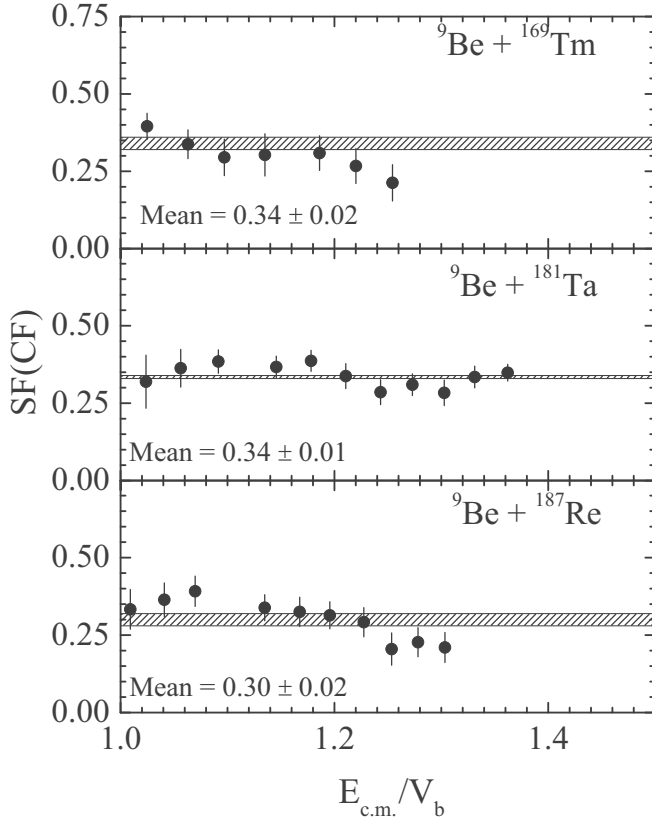 0.75
⁹Be + ¹⁶⁹Tm
0.50
0.25
Mean = 0.34 ± 0.02
0.00
⁹Be + ¹⁸¹Ta
0.50
SF(CF)
0.25
Mean = 0.34 ± 0.01
0.00
⁹Be + ¹⁸⁷Re
0.50
0.25
Mean = 0.30 ± 0.02
0.00
1.0 1.2 1.4
E_c.m./V_b